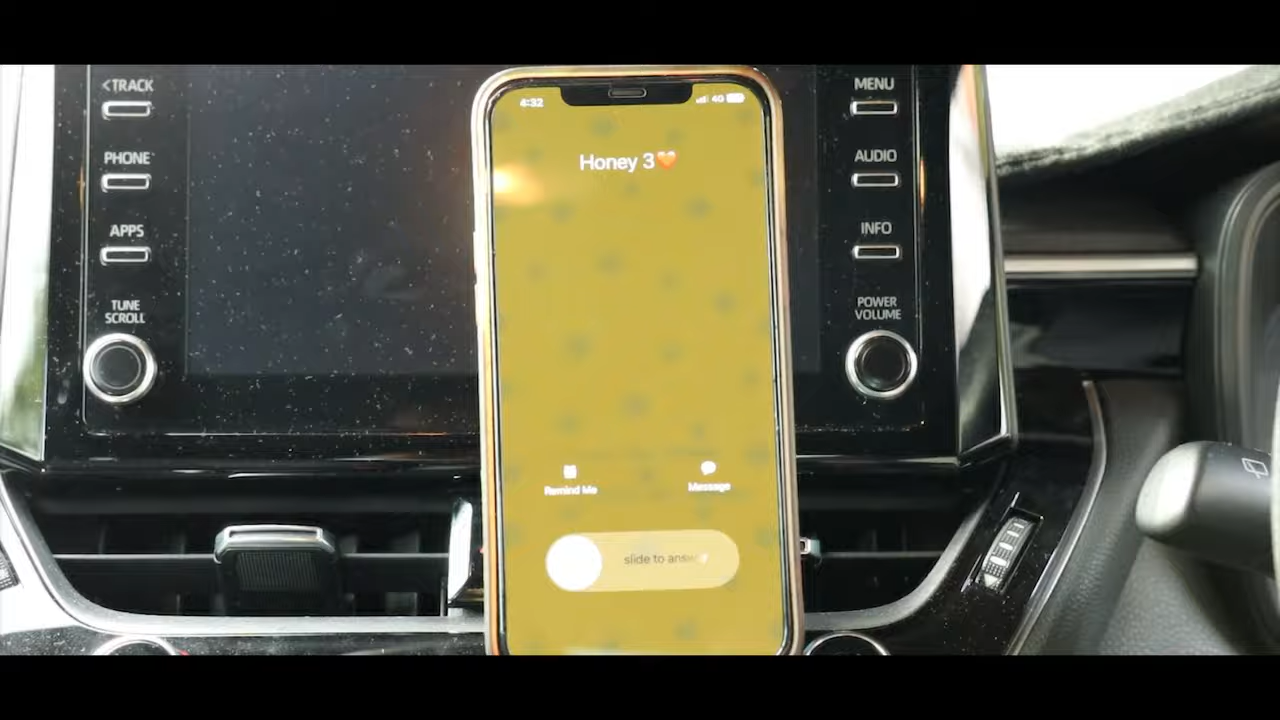 <TRACK
PHONE
APPS
TUNE
SCROLL
4:32
4G
Honey 3🧡
Remind Me
Message
slide to answer
MENU
AUDIO
INFO
POWER
VOLUME